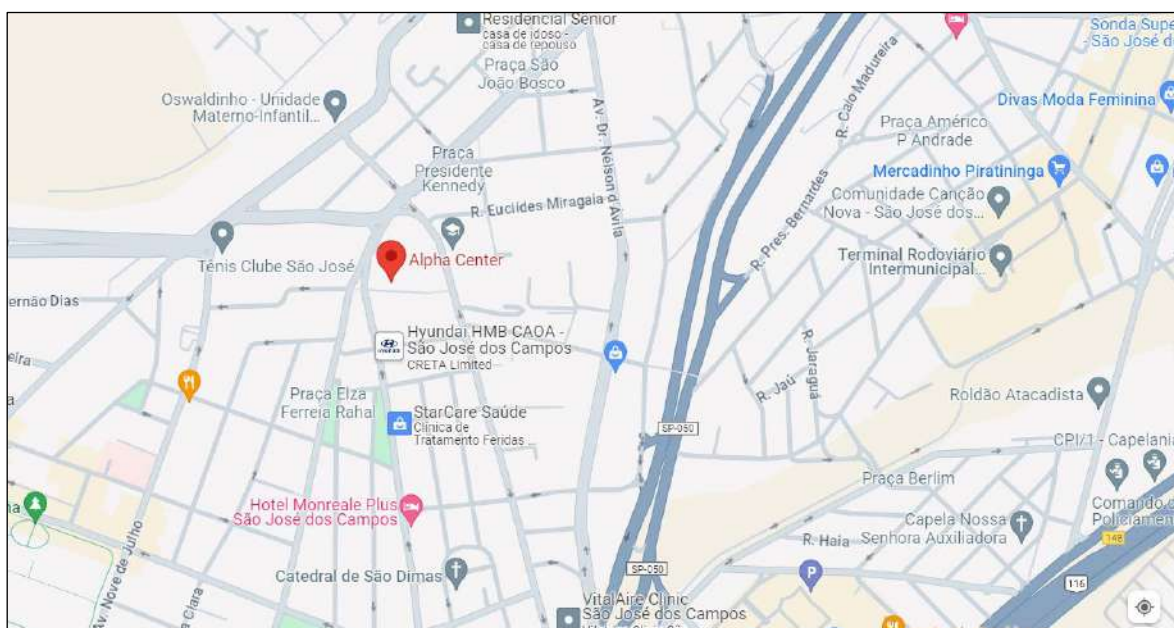 Residencial Senior
casa de idoso -
casa de repouso
Praça São
João Bosco
Sonda Supe
- São José d
Oswaldinho - Unidade
Materno-Infantil...
Av. Dr. Nélson d'Ávila
R. Caio Madureira
Divas Moda Feminina
Praça Américo
P Andrade
Praça
Presidente
Kennedy
Mercadinho Piratininga
R. Euclides Miragaia
Comunidade Canção
Nova - São José dos...
R. Pres. Bernardes
Tênis Clube São José
Alpha Center
Terminal Rodoviário
Intermunicipal...
ernão Dias
Hyundai HMB CAOA -
São José dos Campos
CRETA Limited
eira
R. Jaú
R. Jaraguá
Praça Elza
Ferreia Rahal
Roldão Atacadista
StarCare Saúde
Clínica de
Tratamento Feridas ...
SP-050
CPI/1 - Capelania
Praça Berlim
Hotel Monreale Plus
São José dos Campos
Comando d
Policiament
Capela Nossa
Senhora Auxiliadora
R. Haia
148
Av. Nove de Julho
Catedral de São Dimas
SP-050
P
116
a Clara
VitalAire Clinic
São José dos Campos